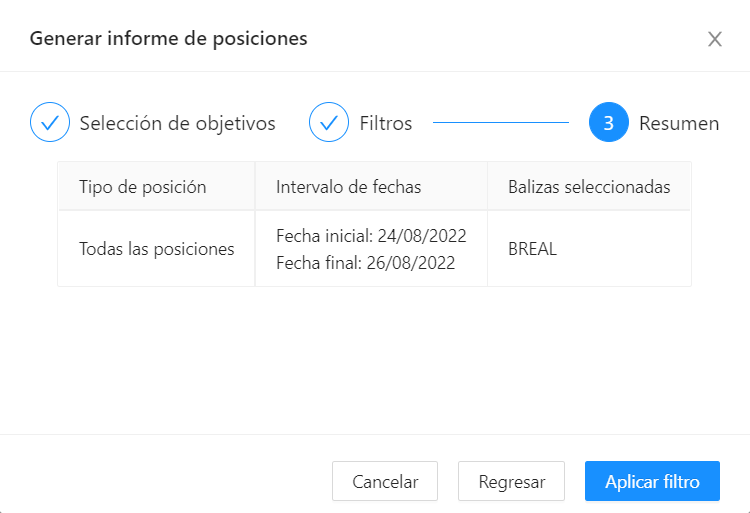 Generar informe de posiciones
Selección de objetivos
Filtros
3 Resumen
Tipo de posición
Intervalo de fechas
Balizas seleccionadas
Todas las posiciones
Fecha inicial: 24/08/2022
Fecha final: 26/08/2022
BREAL
Cancelar
Regresar
Aplicar filtro